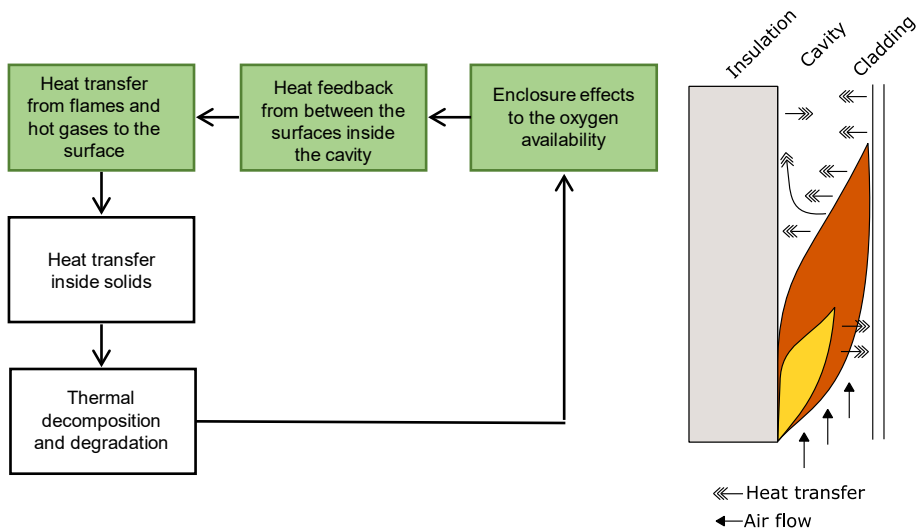 Heat transfer
from flames and
hot gases to the
surface
Heat feedback
from between the
surfaces inside
the cavity
Enclosure effects
to the oxygen
availability
Heat transfer
inside solids
Thermal
decomposition
and degradation
Insulation
Cavity
Cladding
Heat transfer
Air flow